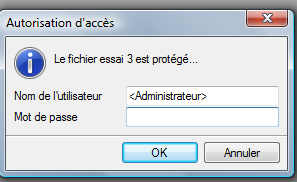 Autorisation d'accès
Le fichier essai 3 est protégé...
Nom de l'utilisateur <Administrateur>
Mot de passe
OK Annuler